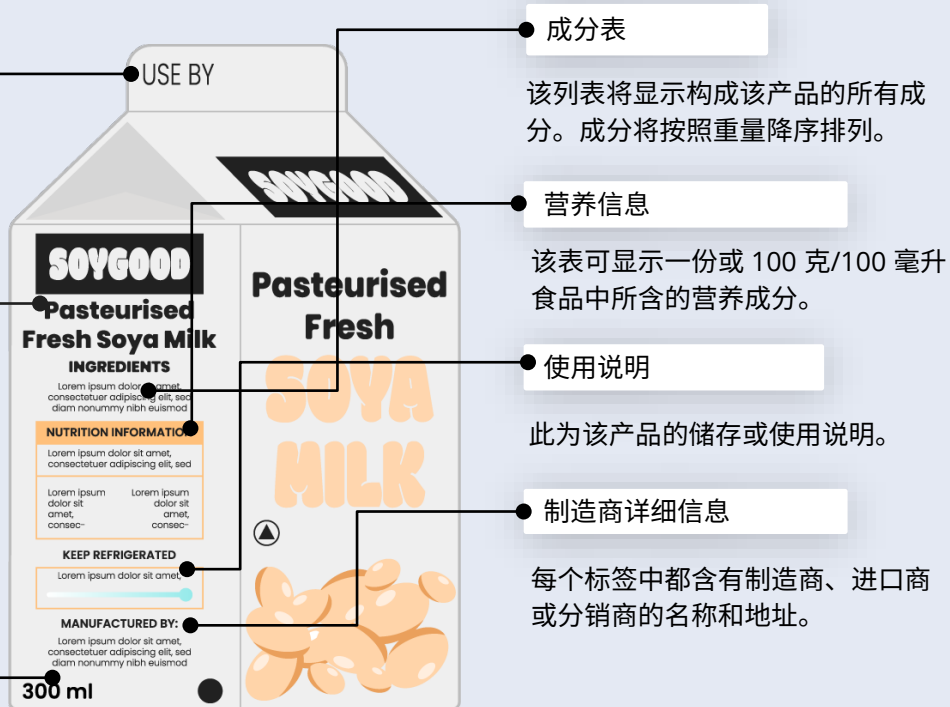 USE BY
SOYGOOD
SOYGOOD
Pasteurised
Fresh Soya Milk
INGREDIENTS
Lorem ipsum dolor sit amet,
consectetuer adipiscing elit, sed
diam nonummy nibh euismod
NUTRITION INFORMATION
Lorem ipsum dolor sit amet,
consectetuer adipiscing elit, sed
Lorem ipsum
dolor sit
amet,
consec-
Lorem ipsum
dolor sit
amet,
consec-
KEEP REFRIGERATED
Lorem ipsum dolor sit amet,
MANUFACTURED BY:
Lorem ipsum dolor sit amet,
consectetuer adipiscing elit, sed
diam nonummy nibh euismod
300 ml
Pasteurised
Fresh
SOYA
MILK
成分表
该列表将显示构成该产品的所有成
分。成分将按照重量降序排列。
营养信息
该表可显示一份或 100 克/100 毫升
食品中所含的营养成分。
使用说明
此为该产品的储存或使用说明。
制造商详细信息
每个标签中都含有制造商、进口商
或分销商的名称和地址。